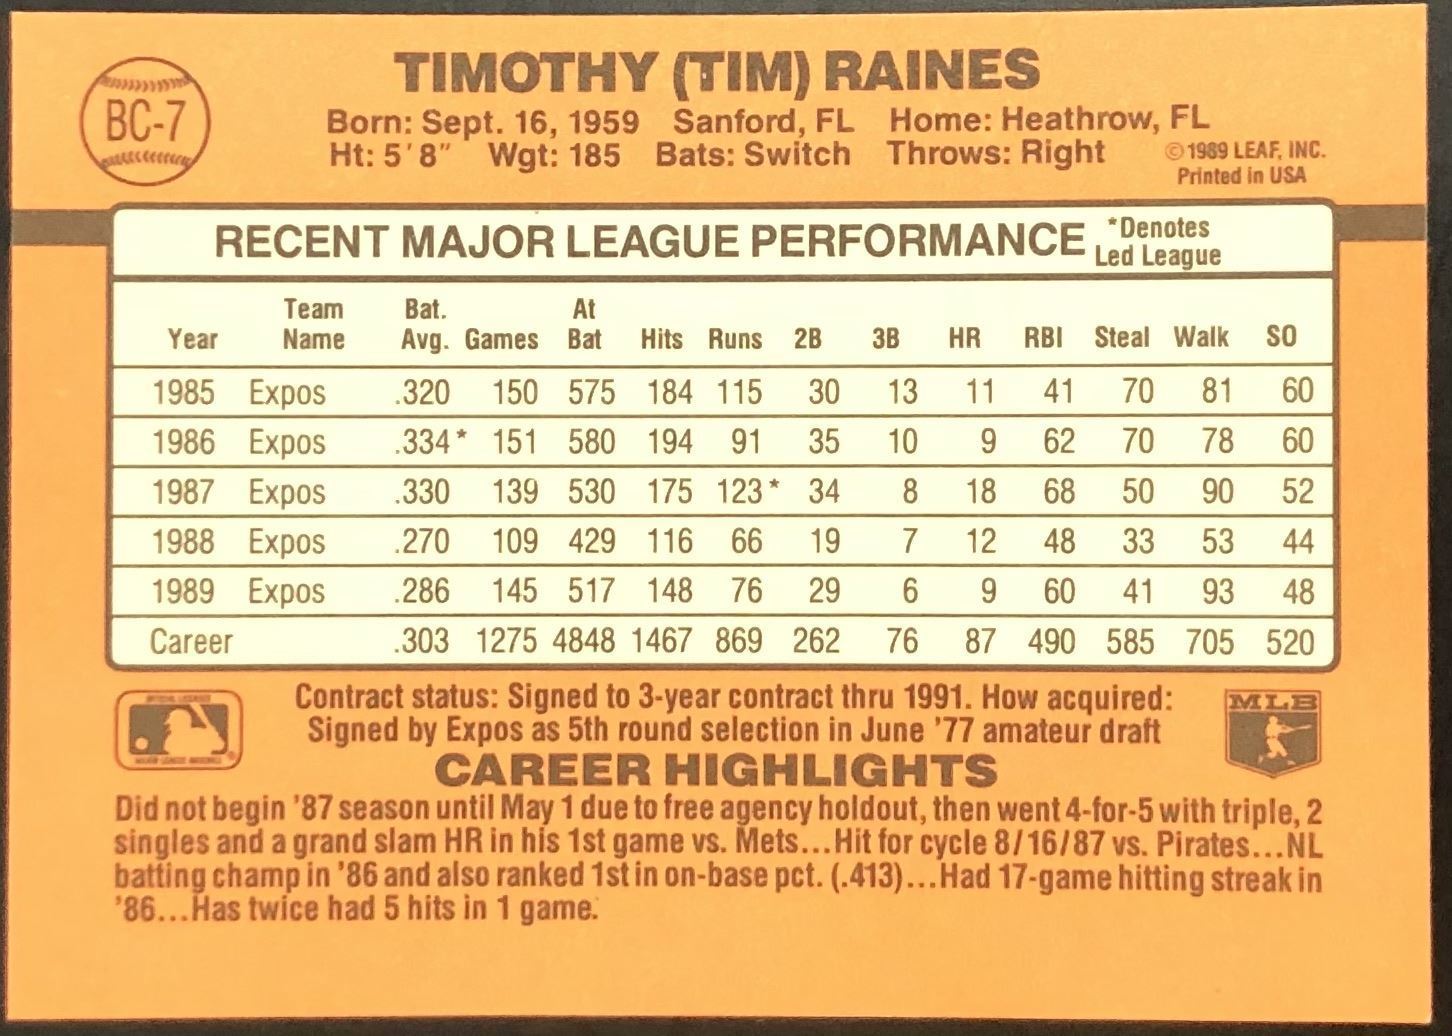 BC-7
TIMOTHY (TIM) RAINES
Born: Sept. 16, 1959 Sanford, FL Home: Heathrow, FL
Ht: 5'8" Wgt: 185 Bats: Switch Throws: Right
©1989 LEAF, INC.
Printed in USA
RECENT MAJOR LEAGUE PERFORMANCE
*Denotes
Led League
Year Team Name Bat. Avg. Games At Bat Hits Runs 2B 3B HR RBI Steal Walk SO
1985 Expos .320 150 575 184 115 30 13 11 41 70 81 60
1986 Expos .334* 151 580 194 91 35 10 9 62 70 78 60
1987 Expos .330 139 530 175 123* 34 8 18 68 50 90 52
1988 Expos .270 109 429 116 66 19 7 12 48 33 53 44
1989 Expos .286 145 517 148 76 29 6 9 60 41 93 48
Career .303 1275 4848 1467 869 262 76 87 490 585 705 520
Contract status: Signed to 3-year contract thru 1991. How acquired:
Signed by Expos as 5th round selection in June '77 amateur draft
MLB
CAREER HIGHLIGHTS
Did not begin '87 season until May 1 due to free agency holdout, then went 4-for-5 with triple, 2
singles and a grand slam HR in his 1st game vs. Mets...Hit for cycle 8/16/87 vs. Pirates...NL
batting champ in '86 and also ranked 1st in on-base pct. (.413)...Had 17-game hitting streak in
'86...Has twice had 5 hits in 1 game.